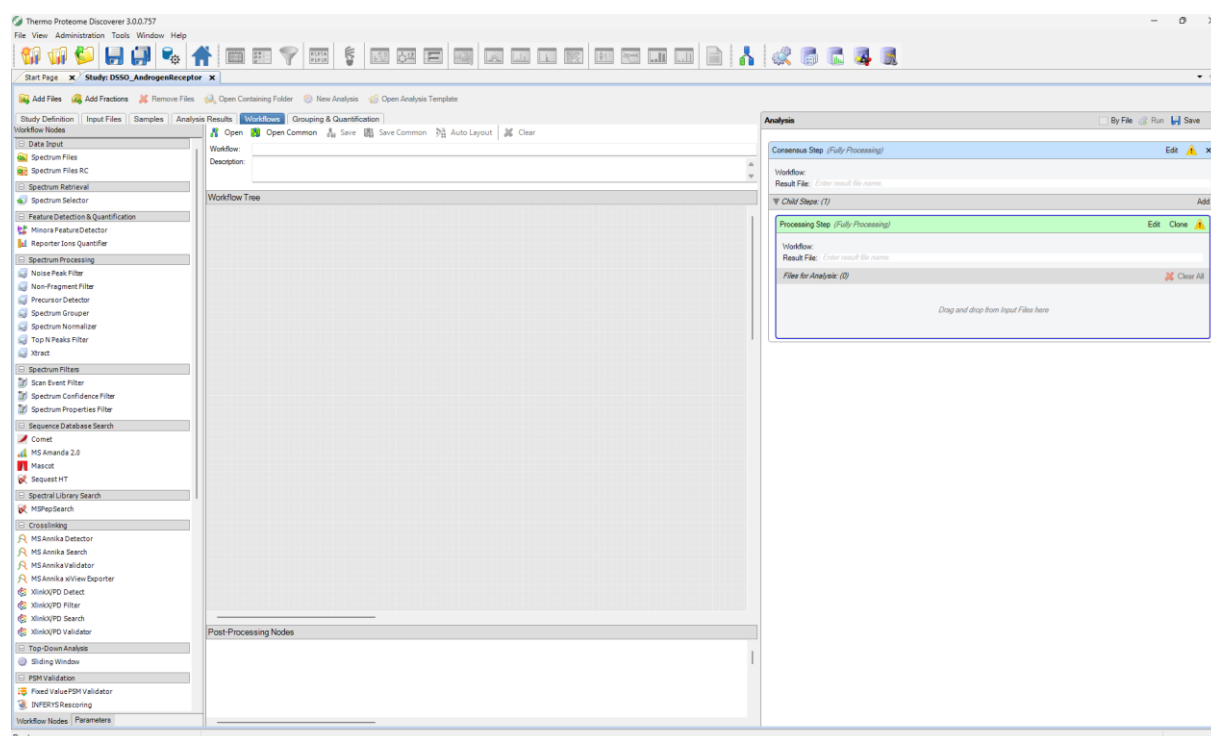 Thermo Proteome Discoverer 3.0.0.757
File View Administration Tools Window Help
Start Page x Study: DSSO_AndrogenReceptor x
Add Files Add Fractions Remove Files Open Containing Folder New Analysis Open Analysis Template
Study Definition Input Files Samples Analysis Results Workflows Grouping & Quantification
Workflow Nodes
Data Input
Spectrum Files
Spectrum Files RC
Spectrum Retrieval
Spectrum Selector
Feature Detection & Quantification
Minora Feature Detector
Reporter Ions Quantifier
Spectrum Processing
Noise Peak Filter
Non-Fragment Filter
Precursor Detector
Spectrum Grouper
Spectrum Normalizer
Top N Peaks Filter
Xtract
Spectrum Filters
Scan Event Filter
Spectrum Confidence Filter
Spectrum Properties Filter
Sequence Database Search
Comet
MS Amanda 2.0
Mascot
Sequest HT
Spectral Library Search
MSPepSearch
Crosslinking
MS Annika Detector
MS Annika Search
MS Annika Validator
MS Annika xiView Exporter
XlinkX/PD Detect
XlinkX/PD Filter
XlinkX/PD Search
XlinkX/PD Validator
Top-Down Analysis
Sliding Window
PSM Validation
Fixed Value PSM Validator
INFERYS Rescoring
Workflow Nodes Parameters
Open Open Common Save Save Common Auto Layout Clear
Workflow:
Description:
Workflow Tree
Post-Processing Nodes
Analysis By File Run Save
Consensus Step (Fully Processing) Edit x
Workflow:
Result File: Enter result file name
Child Steps: (1) Add
Processing Step (Fully Processing) Edit Clone
Workflow:
Result File: Enter result file name
Files for Analysis: (0) Clear All
Drag and drop from Input Files here